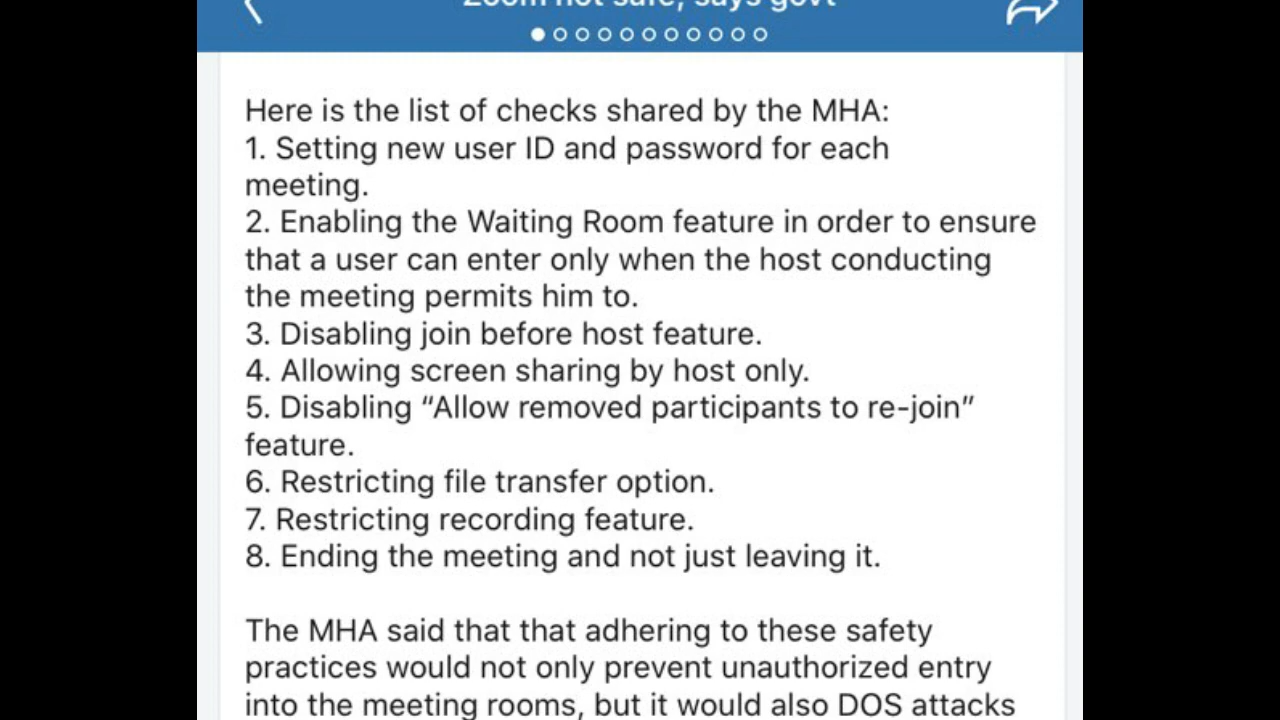 Zoom not safe, says govt
Here is the list of checks shared by the MHA:
1. Setting new user ID and password for each
meeting.
2. Enabling the Waiting Room feature in order to ensure
that a user can enter only when the host conducting
the meeting permits him to.
3. Disabling join before host feature.
4. Allowing screen sharing by host only.
5. Disabling “Allow removed participants to re-join”
feature.
6. Restricting file transfer option.
7. Restricting recording feature.
8. Ending the meeting and not just leaving it.
The MHA said that that adhering to these safety
practices would not only prevent unauthorized entry
into the meeting rooms, but it would also DOS attacks